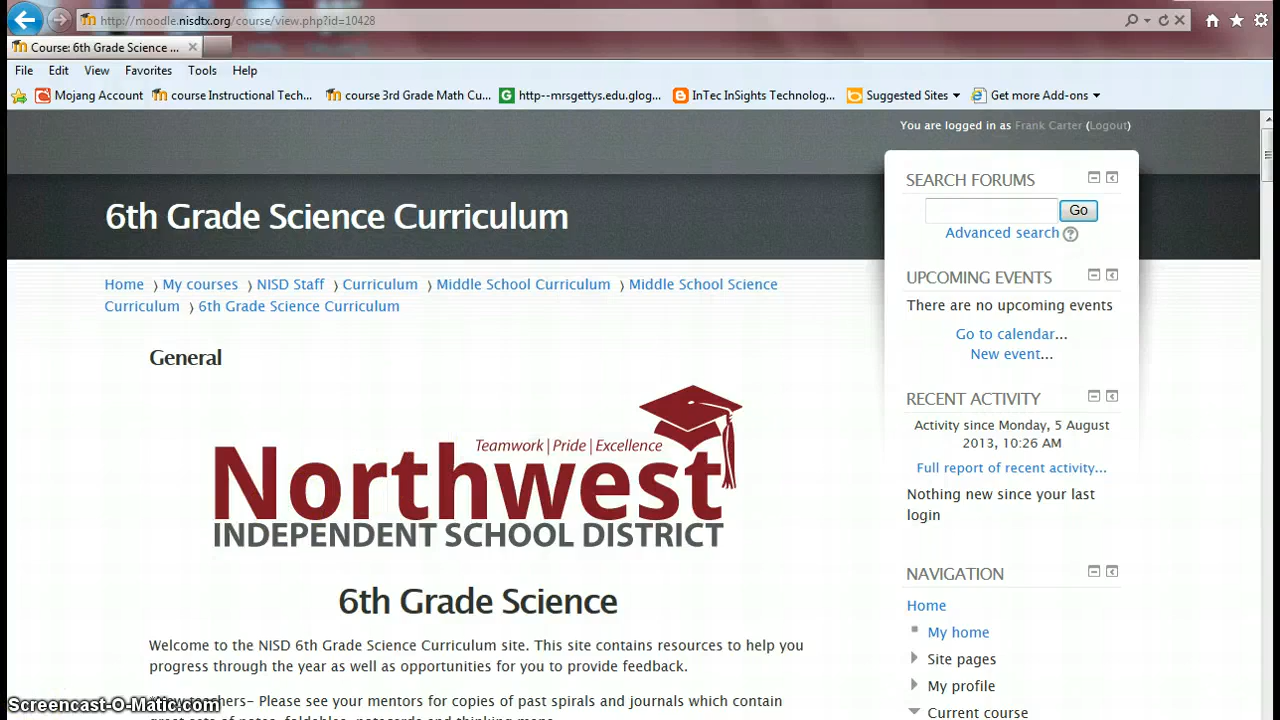 http://moodle.nisdtx.org/course/view.php?id=10428
Course: 6th Grade Science ...
File Edit View Favorites Tools Help
Mojang Account course Instructional Tech... course 3rd Grade Math Cu... http--mrsgettys.edu.glog... InTec InSights Technolog... Suggested Sites Get more Add-ons
You are logged in as Frank Carter (Logout)
6th Grade Science Curriculum
Home My courses NISD Staff Curriculum Middle School Curriculum Middle School Science
Curriculum 6th Grade Science Curriculum
General
Teamwork | Pride | Excellence
Northwest
INDEPENDENT SCHOOL DISTRICT
6th Grade Science
Welcome to the NISD 6th Grade Science Curriculum site. This site contains resources to help you
progress through the year as well as opportunities for you to provide feedback.
teachers- Please see your mentors for copies of past spirals and journals which contain
great sets of notes, foldables, notecards and thinking maps.
SEARCH FORUMS
Go
Advanced search ?
UPCOMING EVENTS
There are no upcoming events
Go to calendar...
New event...
RECENT ACTIVITY
Activity since Monday, 5 August
2013, 10:26 AM
Full report of recent activity...
Nothing new since your last
login
NAVIGATION
Home
My home
Site pages
My profile
Current course
Screencast-O-Matic.com